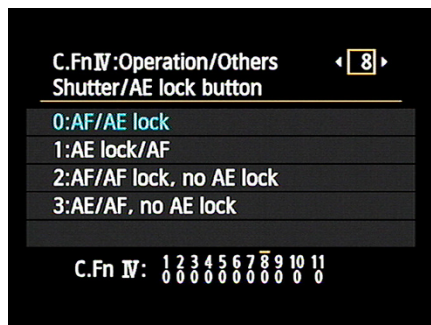 C.Fn Ⅳ:Operation/Others 8
Shutter/AE lock button
0:AF/AE lock
1:AE lock/AF
2:AF/AF lock, no AE lock
3:AE/AF, no AE lock
C.Fn Ⅳ: 1 2 3 4 5 6 7 8 9 10 11
0 0 0 0 0 0 0 0 0 0 0